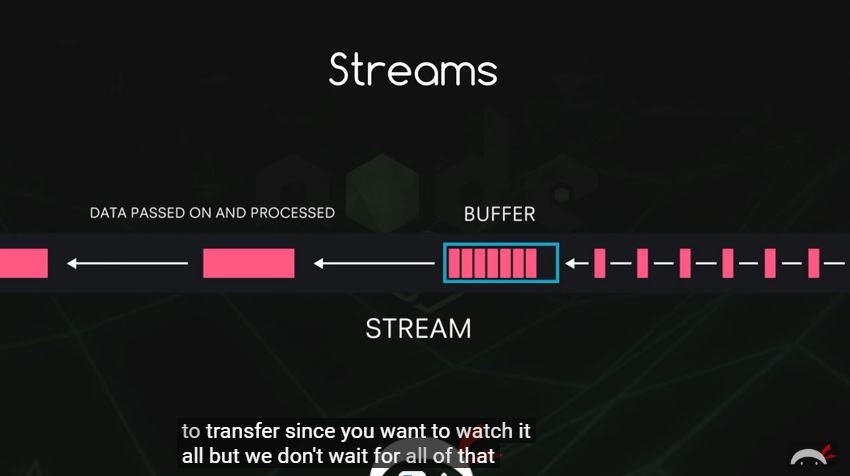 Streams
DATA PASSED ON AND PROCESSED
BUFFER
STREAM
to transfer since you want to watch it
all but we don't wait for all of that